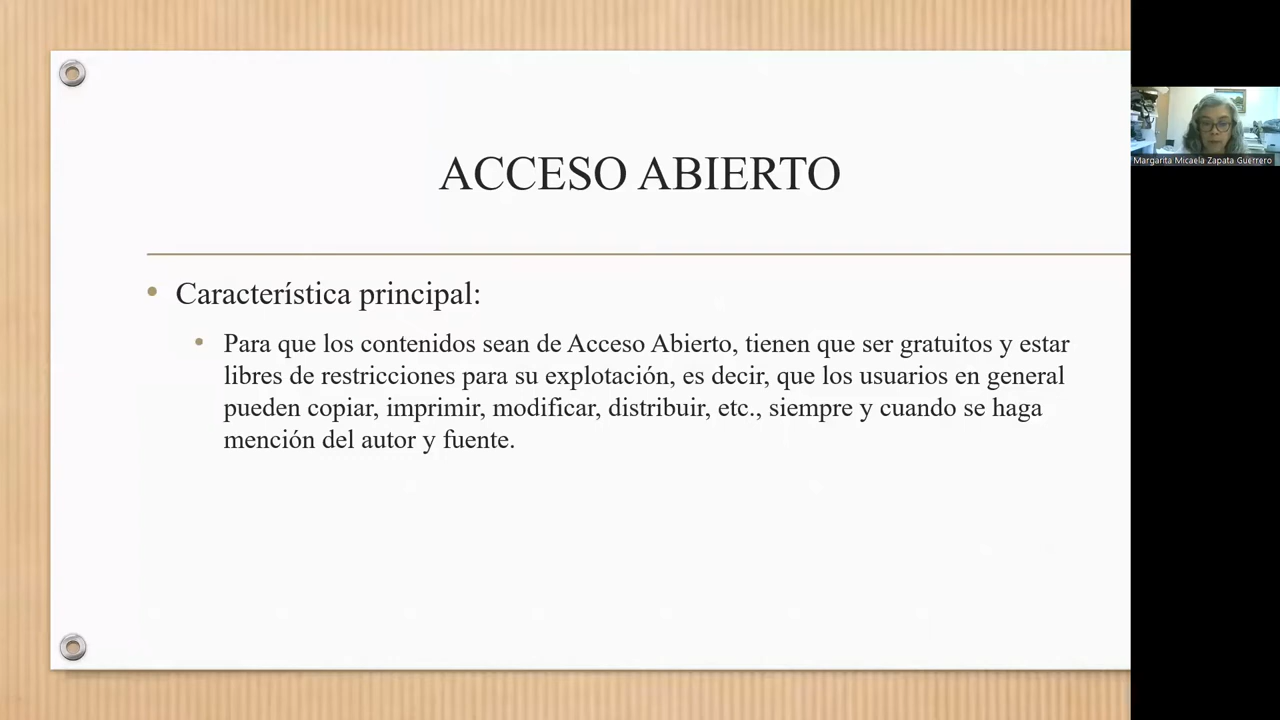 ACCESO ABIERTO
Margarita Micaela Zapata Guerrero
• Característica principal:
• Para que los contenidos sean de Acceso Abierto, tienen que ser gratuitos y estar
libres de restricciones para su explotación, es decir, que los usuarios en general
pueden copiar, imprimir, modificar, distribuir, etc., siempre y cuando se haga
mención del autor y fuente.